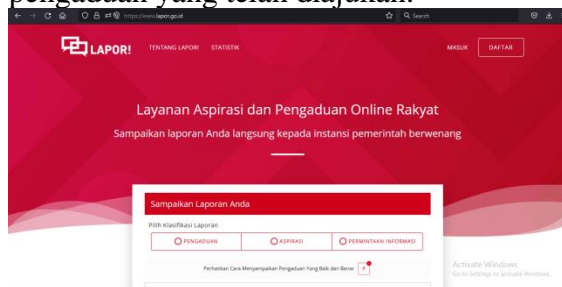 pengaduan yang telah diajukan.
https://www.lapor.go.id
Search
LAPOR!
TENTANG LAPOR!
STATISTIK
MASUK
DAFTAR
Layanan Aspirasi dan Pengaduan Online Rakyat
Sampaikan laporan Anda langsung kepada instansi pemerintah berwenang
Sampaikan Laporan Anda
Pilih Klasifikasi Laporan
PENGADUAN
ASPIRASI
PERMINTAAN INFORMASI
Perhatikan Cara Menyampaikan Pengaduan Yang Baik dan Benar ?
Activate Windows
Go to Settings to activate Windows.